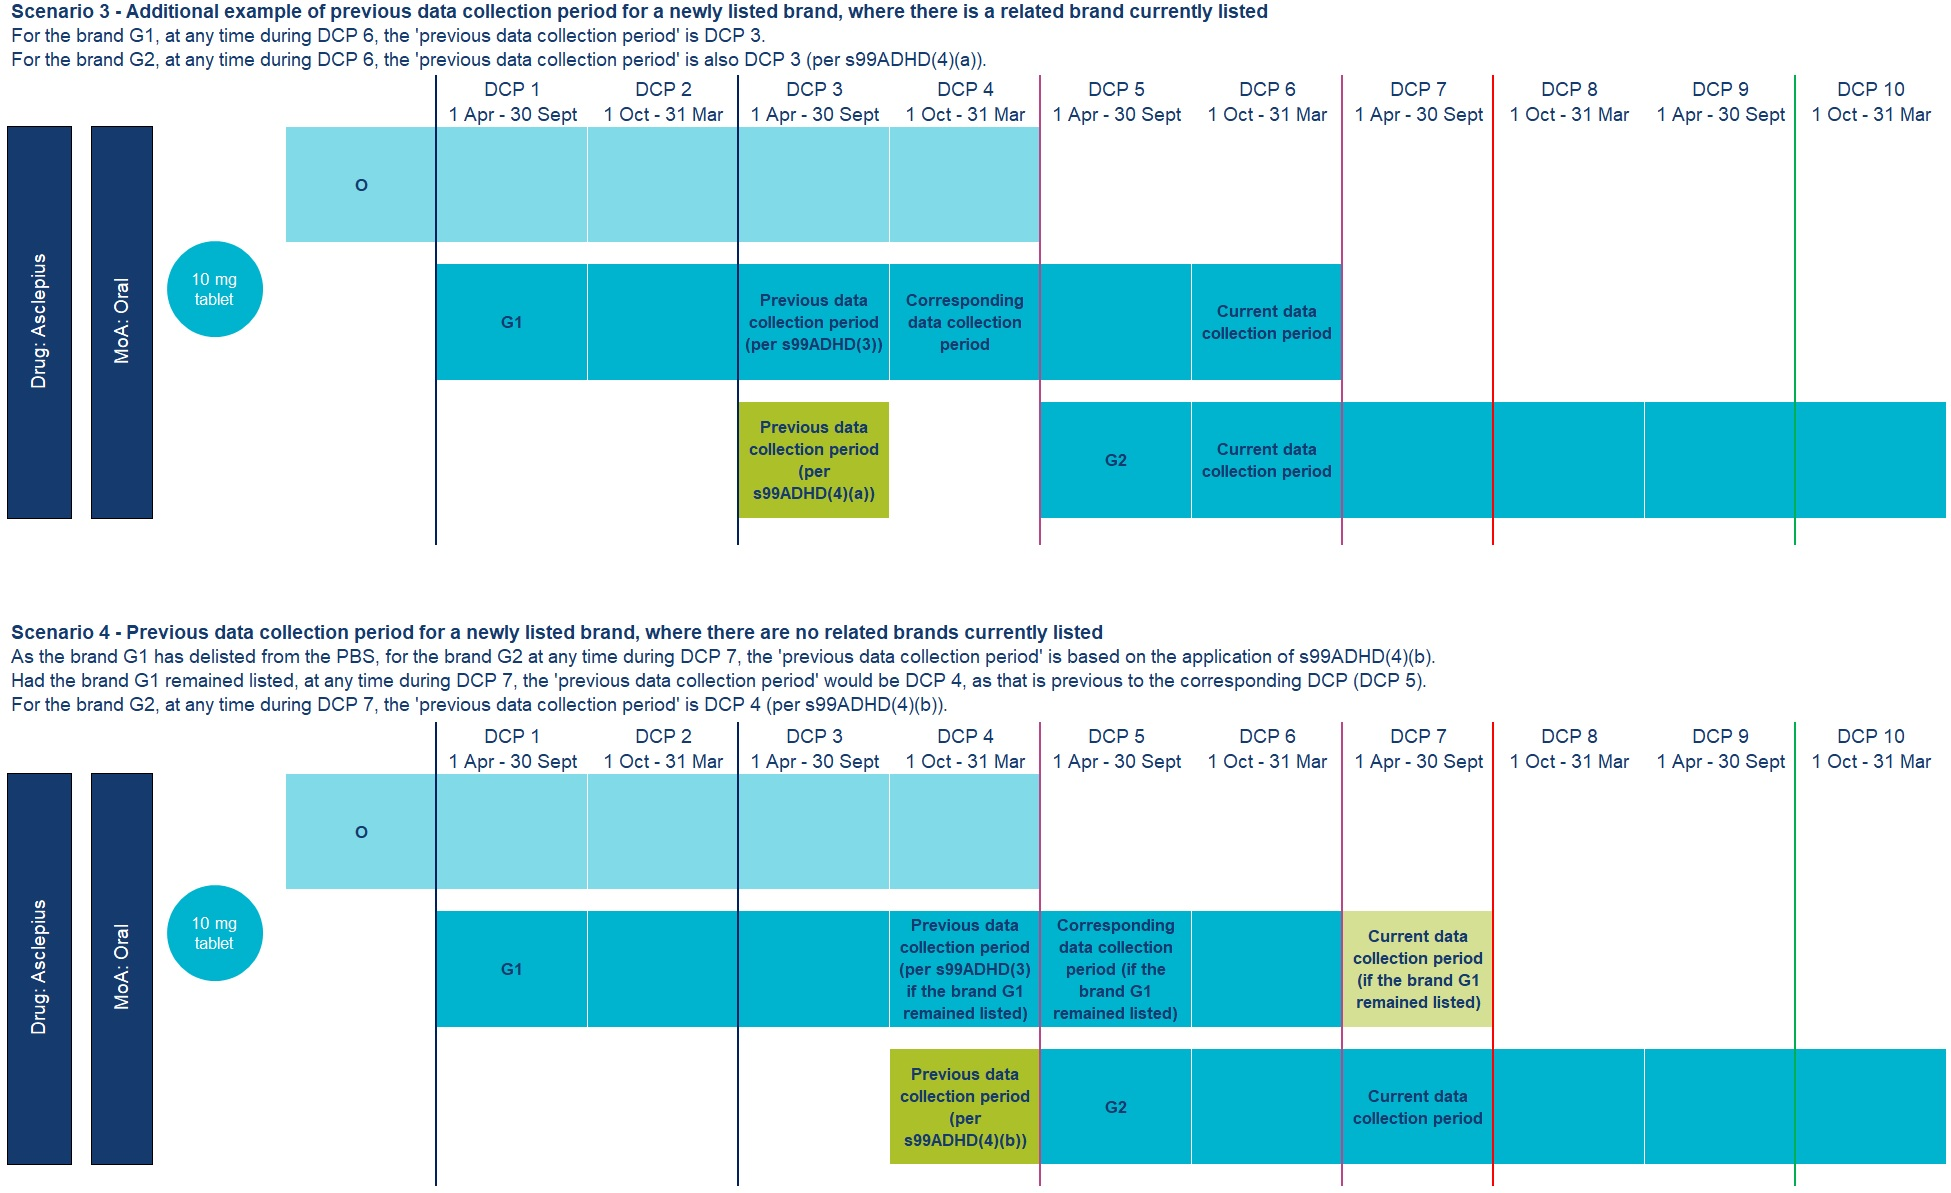 Scenario 3 - Additional example of previous data collection period for a newly listed brand, where there is a related brand currently listed
For the brand G1, at any time during DCP 6, the 'previous data collection period' is DCP 3.
For the brand G2, at any time during DCP 6, the 'previous data collection period' is also DCP 3 (per s99ADHD(4)(a)).
DCP 1 DCP 2 DCP 3 DCP 4 DCP 5 DCP 6 DCP 7 DCP 8 DCP 9 DCP 10
1 Apr - 30 Sept 1 Oct - 31 Mar 1 Apr - 30 Sept 1 Oct - 31 Mar 1 Apr - 30 Sept 1 Oct - 31 Mar 1 Apr - 30 Sept 1 Oct - 31 Mar 1 Apr - 30 Sept 1 Oct - 31 Mar
Drug: Asclepius
MoA: Oral
10 mg
tablet
O
G1
Previous data
collection period
(per s99ADHD(3))
Corresponding
data collection
period
Current data
collection period
Previous data
collection period
(per
s99ADHD(4)(a))
G2
Current data
collection period
Scenario 4 - Previous data collection period for a newly listed brand, where there are no related brands currently listed
As the brand G1 has delisted from the PBS, for the brand G2 at any time during DCP 7, the 'previous data collection period' is based on the application of s99ADHD(4)(b).
Had the brand G1 remained listed, at any time during DCP 7, the 'previous data collection period' would be DCP 4, as that is previous to the corresponding DCP (DCP 5).
For the brand G2, at any time during DCP 7, the 'previous data collection period' is DCP 4 (per s99ADHD(4)(b)).
DCP 1 DCP 2 DCP 3 DCP 4 DCP 5 DCP 6 DCP 7 DCP 8 DCP 9 DCP 10
1 Apr - 30 Sept 1 Oct - 31 Mar 1 Apr - 30 Sept 1 Oct - 31 Mar 1 Apr - 30 Sept 1 Oct - 31 Mar 1 Apr - 30 Sept 1 Oct - 31 Mar 1 Apr - 30 Sept 1 Oct - 31 Mar
Drug: Asclepius
MoA: Oral
10 mg
tablet
O
G1
Previous data
collection period
(per s99ADHD(3)
if the brand G1
remained listed)
Corresponding
data collection
period (if the
brand G1
remained listed)
Current data
collection period
(if the brand G1
remained listed)
Previous data
collection period
(per
s99ADHD(4)(b))
G2
Current data
collection period